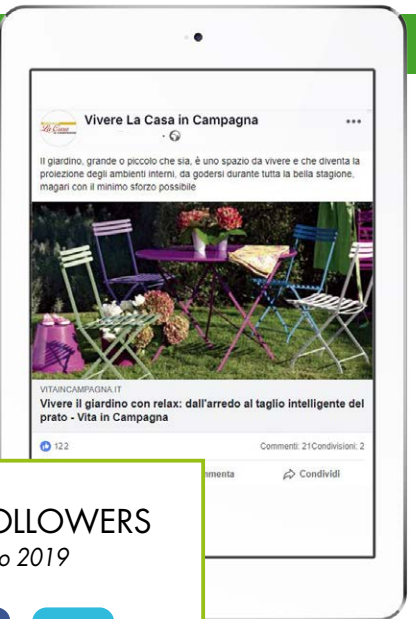 La Casa
Vivere La Casa in Campagna
Il giardino, grande o piccolo che sia, è uno spazio da vivere e che diventa la
proiezione degli ambienti interni, da godersi durante tutta la bella stagione,
magari con il minimo sforzo possibile
VITAINCAMPAGNA.IT
Vivere il giardino con relax: dall'arredo al taglio intelligente del
prato - Vita in Campagna
122
Commenti: 21Condivisioni: 2
Condividi
2019